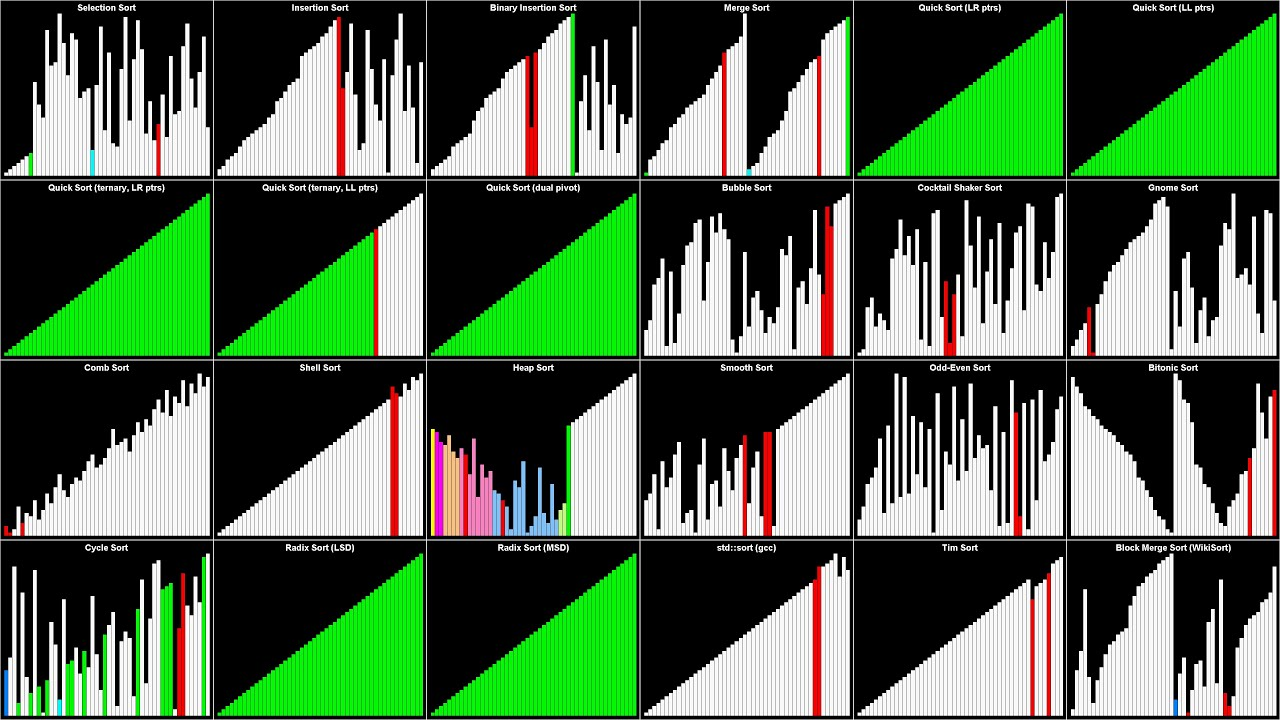 Selection Sort
Insertion Sort
Binary Insertion Sort
Merge Sort
Quick Sort (LR ptrs)
Quick Sort (LL ptrs)
Quick Sort (ternary, LR ptrs)
Quick Sort (ternary, LL ptrs)
Quick Sort (dual pivot)
Bubble Sort
Cocktail Shaker Sort
Gnome Sort
Comb Sort
Shell Sort
Heap Sort
Smooth Sort
Odd-Even Sort
Bitonic Sort
Cycle Sort
Radix Sort (LSD)
Radix Sort (MSD)
std::sort (gcc)
Tim Sort
Block Merge Sort (WikiSort)